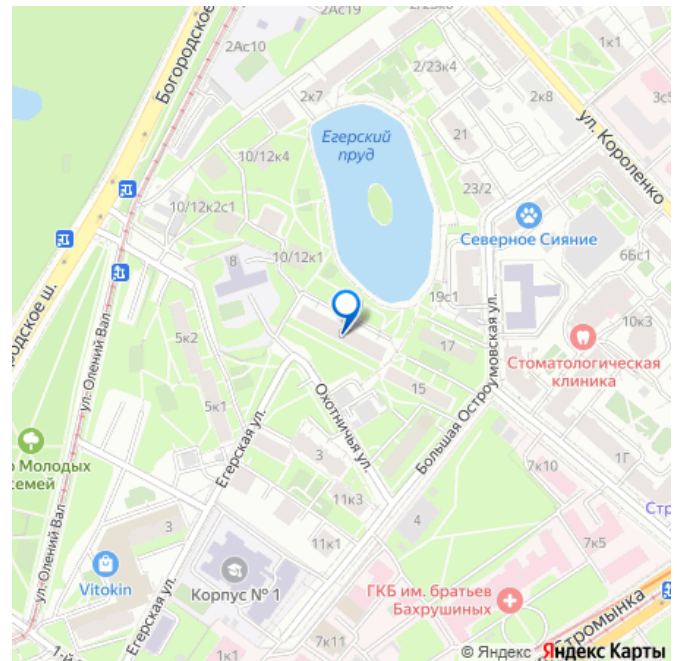 2Ас19
2/23к6
2Ас10
Богородское
2/23к4
1к1
2к7
2к8
3с5
ул. Короленко
Егерский
пруд
21
10/12к4
23/2
10/12к2с1
Северное Сияние
6Бс1
10/12к1
8
19с1
родское ш.
ул. Олений Вал
5к2
17
10к3
Стоматологическая
клиника
15
5к1
Охотничья ул.
Большая Остроумовская ул.
Егерская ул.
3
7к10
1Г
о Молодых
семей
11к3
Стр
4
ул. Олений Вал
3
11к1
7к5
Vitokin
Корпус № 1
ГКБ им. братьев
Бахрушиных
Егерская ул.
7к11
1к1
1-й
Стромынка
© Яндекс Яндекс Карты